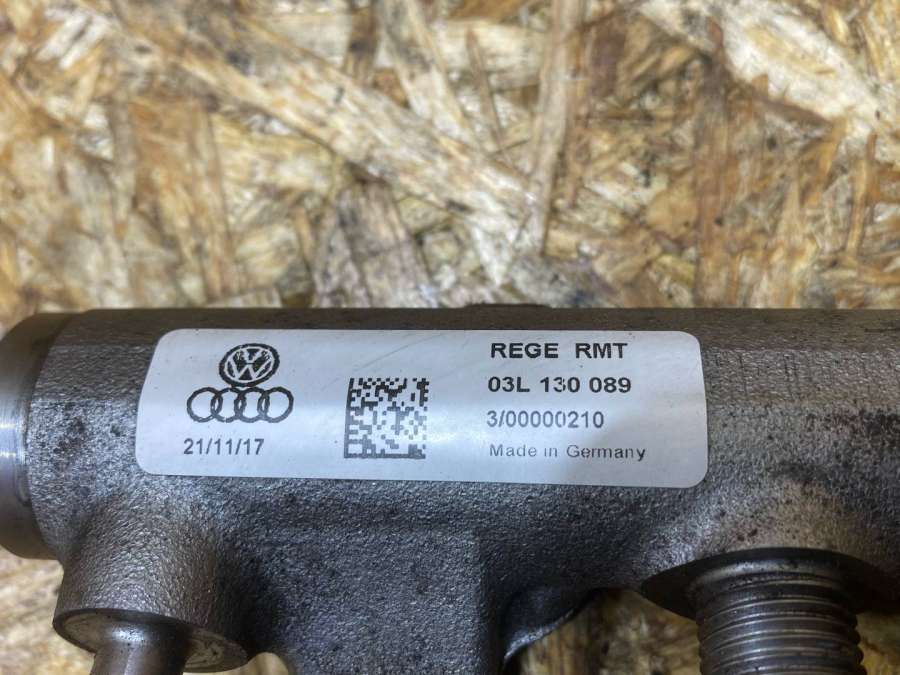 REGE RMT
03L 130 089
3/00000210
Made in Germany
21/11/17